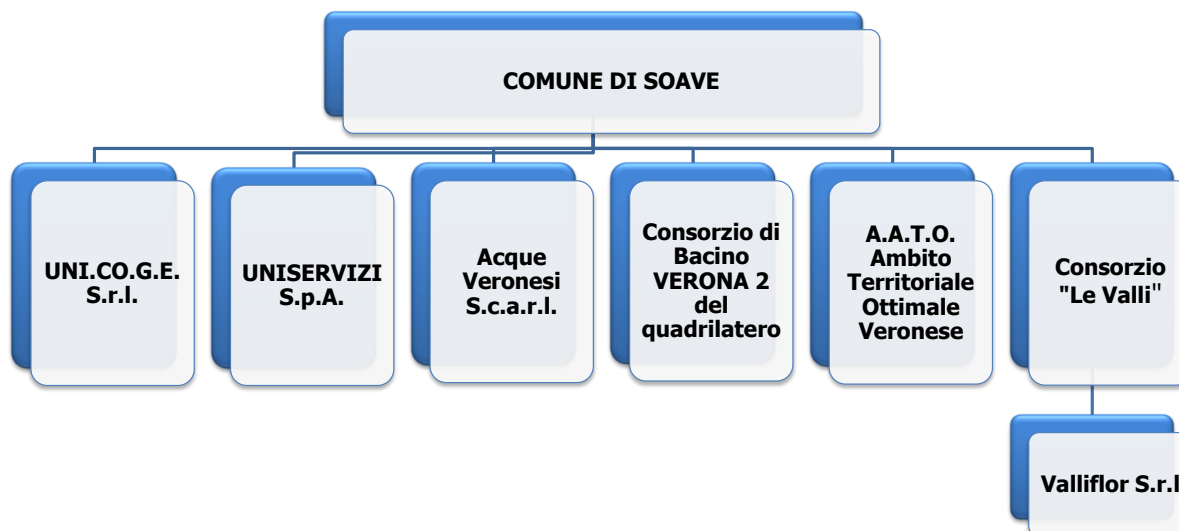 COMUNE DI SOAVE
UNI.CO.G.E.
S.r.l.
UNISERVIZI
S.p.A.
Acque
Veronesi
S.c.a.r.l.
Consorzio di
Bacino
VERONA 2
del
quadrilatero
A.A.T.O.
Ambito
Territoriale
Ottimale
Veronese
Consorzio
"Le Valli"
Valliflor S.r.l